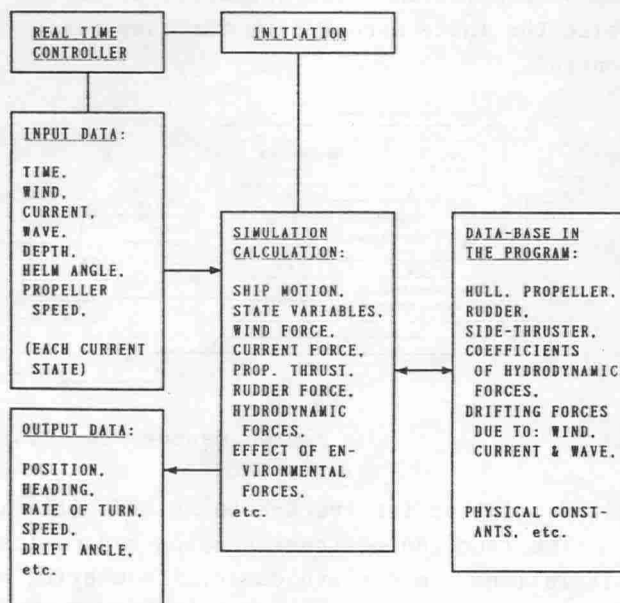 REAL TIME
CONTROLLER
INITIATION
INPUT DATA:
TIME.
WIND.
CURRENT.
WAVE.
DEPTH.
HELM ANGLE.
PROPELLER
SPEED.
(EACH CURRENT
STATE)
SIMULATION
CALCULATION:
SHIP MOTION.
STATE VARIABLES.
WIND FORCE.
CURRENT FORCE.
PROP. THRUST.
RUDDER FORCE.
HYDRODYNAMIC
FORCES.
EFFECT OF EN-
VIRONMENTAL
FORCES.
etc.
DATA-BASE IN
THE PROGRAM:
HULL. PROPELLER.
RUDDER.
SIDE-THRUSTER.
COEFFICIENTS
OF HYDRODYNAMIC
FORCES.
DRIFTING FORCES
DUE TO: WIND.
CURRENT & WAVE.
PHYSICAL CONST-
ANTS. etc.
OUTPUT DATA:
POSITION.
HEADING.
RATE OF TURN.
SPEED.
DRIFT ANGLE.
etc.